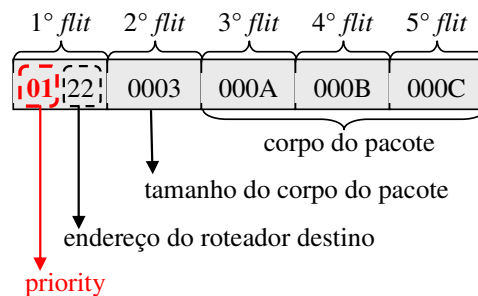 1° flit 2° flit 3° flit 4° flit 5° flit
01 22 0003 000A 000B 000C
corpo do pacote
tamanho do corpo do pacote
endereço do roteador destino
priority